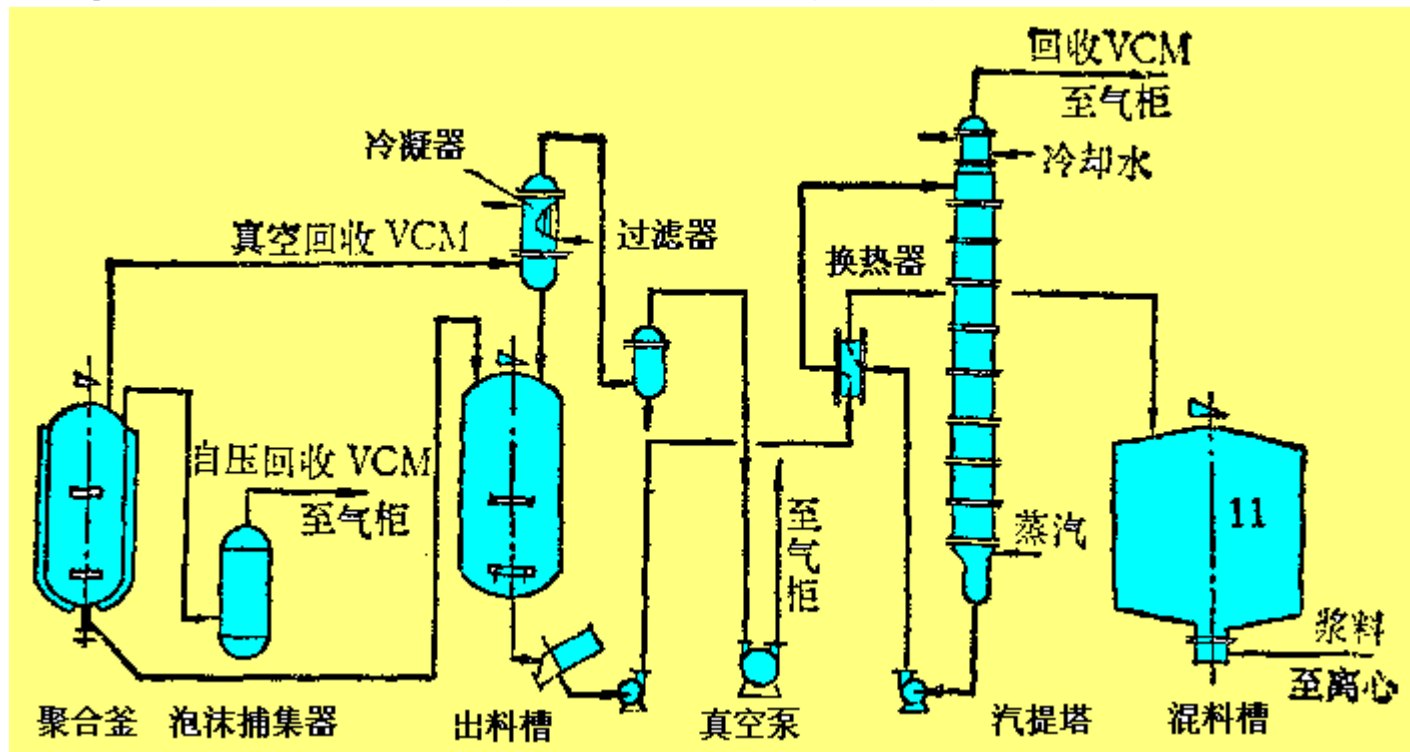 回收VCM
至气柜
冷凝器
冷却水
真空回收 VCM
过滤器
换热器
自压回收 VCM
至气柜
至气柜
11
蒸汽
浆料
至离心
聚合釜
泡沫捕集器
出料槽
真空泵
汽提塔
混料槽